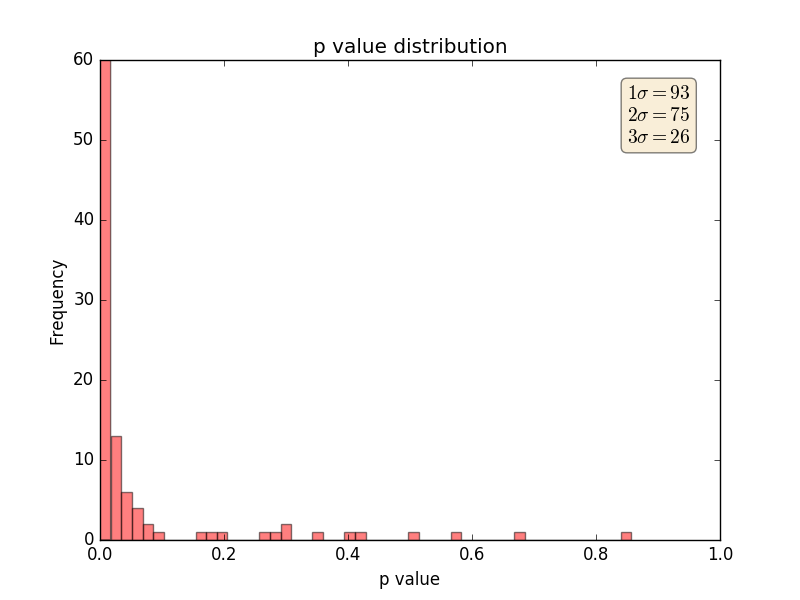 p value distribution
1σ = 93
2σ = 75
3σ = 26
60
50
40
30
20
10
0
Frequency
0.0 0.2 0.4 0.6 0.8 1.0
p value